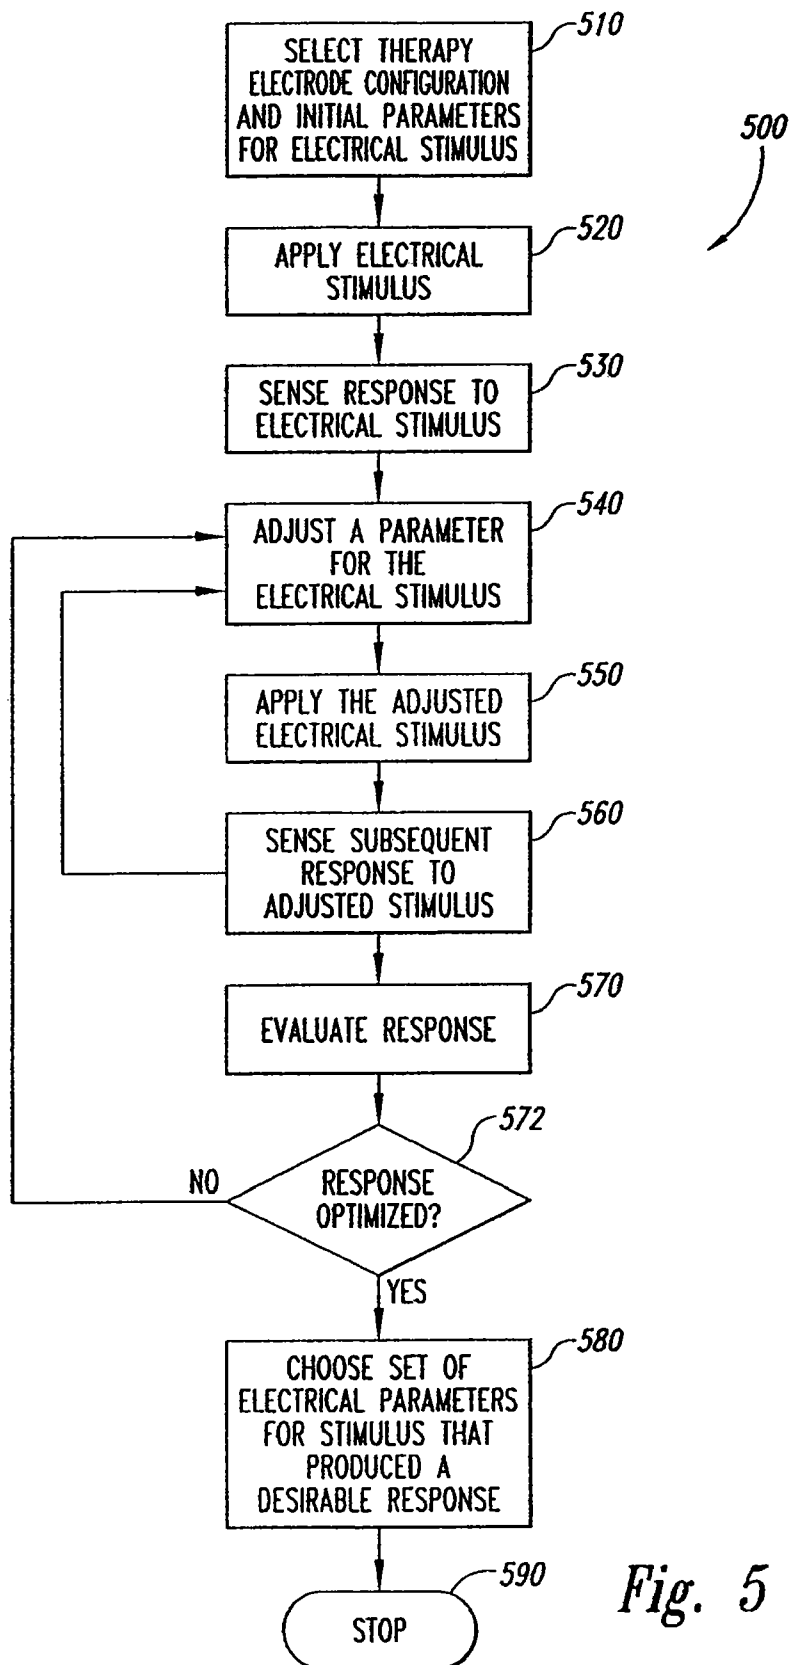 510
SELECT THERAPY
ELECTRODE CONFIGURATION
AND INITIAL PARAMETERS
FOR ELECTRICAL STIMULUS
500
520
APPLY ELECTRICAL
STIMULUS
530
SENSE RESPONSE TO
ELECTRICAL STIMULUS
540
ADJUST A PARAMETER
FOR THE
ELECTRICAL STIMULUS
550
APPLY THE ADJUSTED
ELECTRICAL STIMULUS
560
SENSE SUBSEQUENT
RESPONSE TO
ADJUSTED STIMULUS
570
EVALUATE RESPONSE
572
NO
RESPONSE
OPTIMIZED?
YES
580
CHOOSE SET OF
ELECTRICAL PARAMETERS
FOR STIMULUS THAT
PRODUCED A
DESIRABLE RESPONSE
590
STOP
Fig. 5